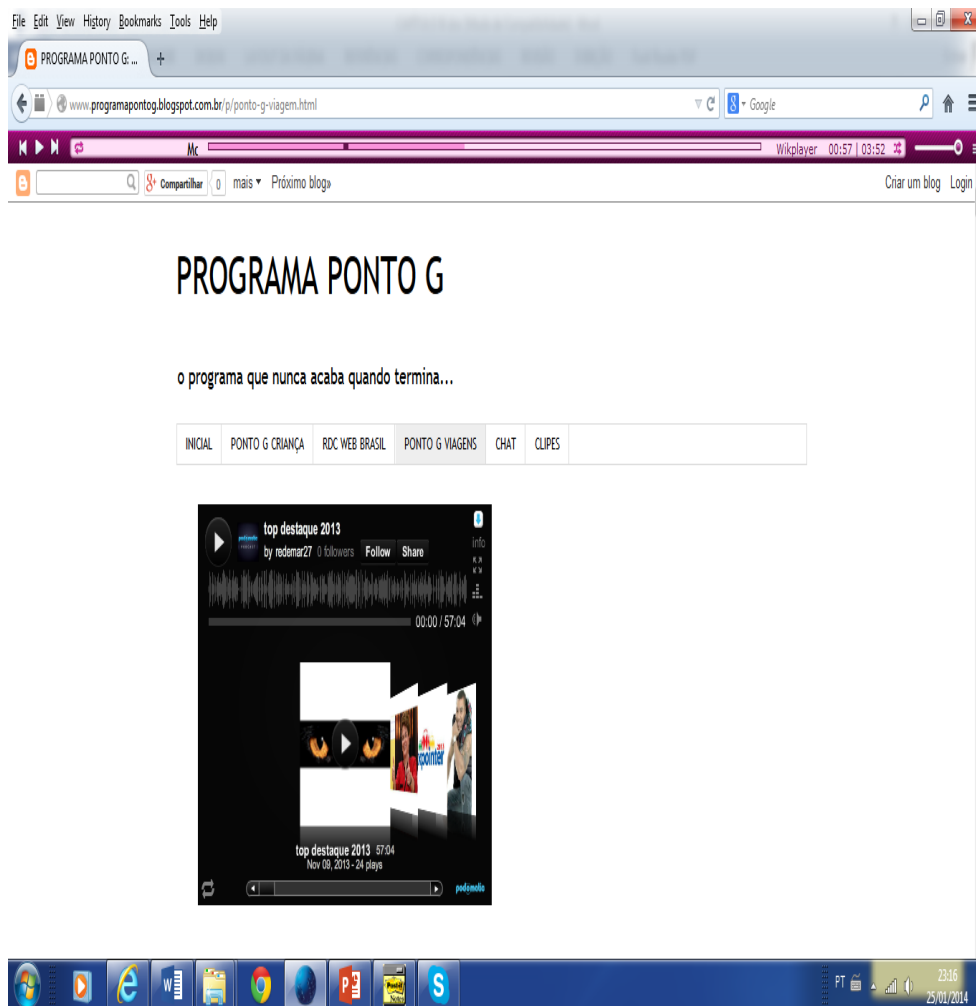 File Edit View History Bookmarks Tools Help
PROGRAMA PONTO G: ... +
www.programapontog.blogspot.com.br/p/ponto-g-viagem.html
Google
Mc
Wikplayer 00:57 | 03:52
Compartilhar 0 mais Próximo blog»
Criar um blog Login
PROGRAMA PONTO G
o programa que nunca acaba quando termina...
INICIAL PONTO G CRIANÇA RDC WEB BRASIL PONTO G VIAGENS CHAT CLIPES
top destaque 2013
by redemar27 0 followers Follow Share
info
00:00 / 57:04
top destaque 2013 57:04
Nov 09, 2013 - 24 plays
podomatic
PT
23:16
25/01/2014